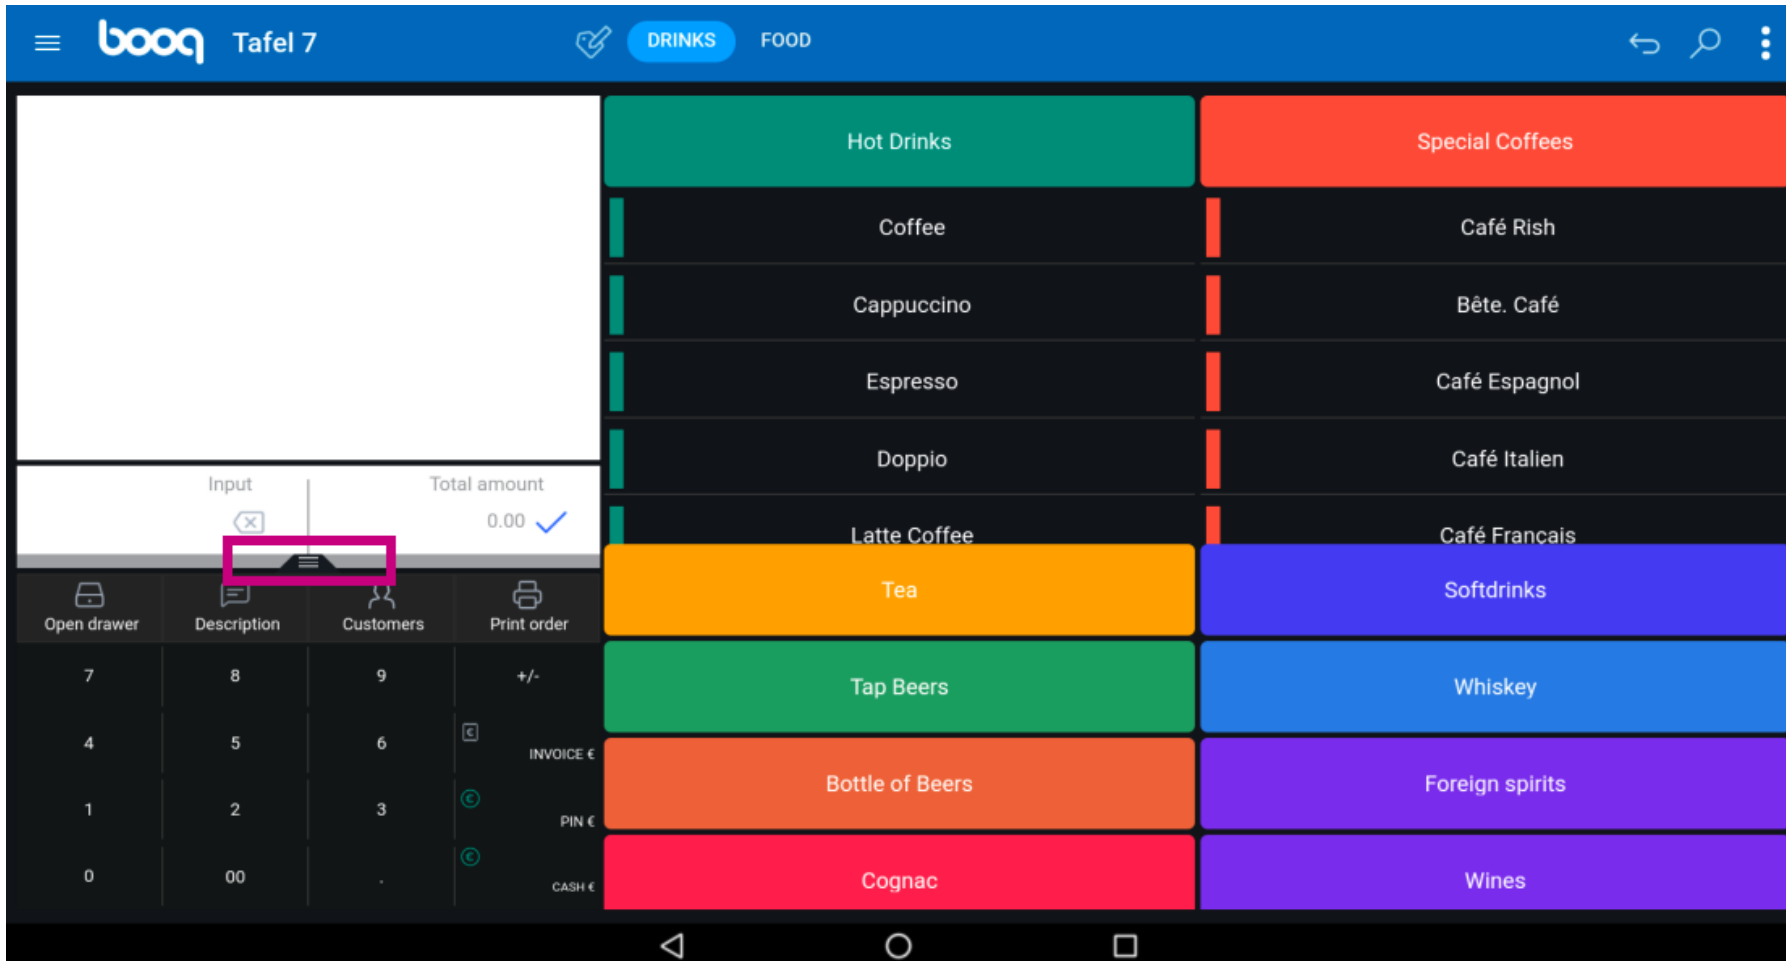 booq Tafel 7 DRINKS FOOD
Hot Drinks
Special Coffees
Coffee
Café Rish
Cappuccino
Bête. Café
Espresso
Café Espagnol
Doppio
Café Italien
Latte Coffee
Café Français
Input
Total amount
0.00
Open drawer
Description
Customers
Print order
7 8 9 +/-
4 5 6 € INVOICE €
1 2 3 € PIN €
0 00 . € CASH €
Tea
Softdrinks
Tap Beers
Whiskey
Bottle of Beers
Foreign spirits
Cognac
Wines